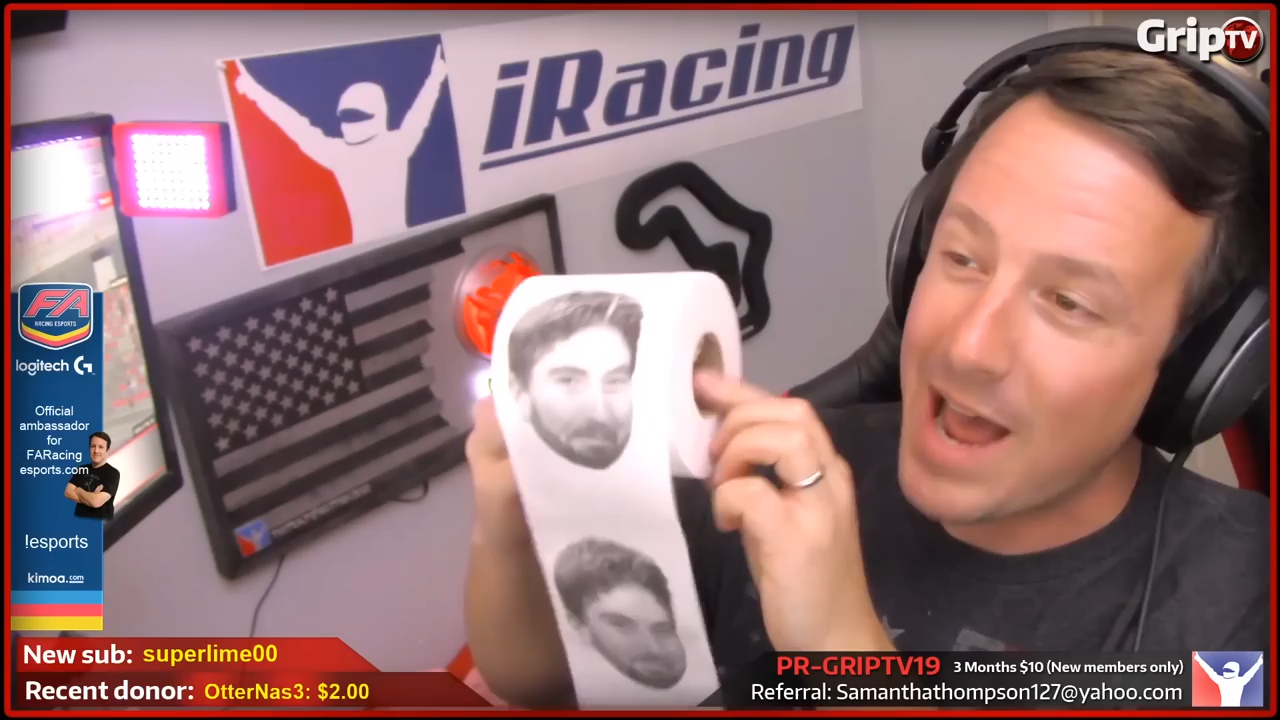 GripTV
iRacing
FA
RACING ESPORTS
logitech G
Official
ambassador
for
FARacing
esports.com
!esports
kimoa.com
New sub: superlime00
Recent donor: OtterNas3: $2.00
PR-GRIPTV19 3 Months $10 (New members only)
Referral: Samanthathompson127@yahoo.com